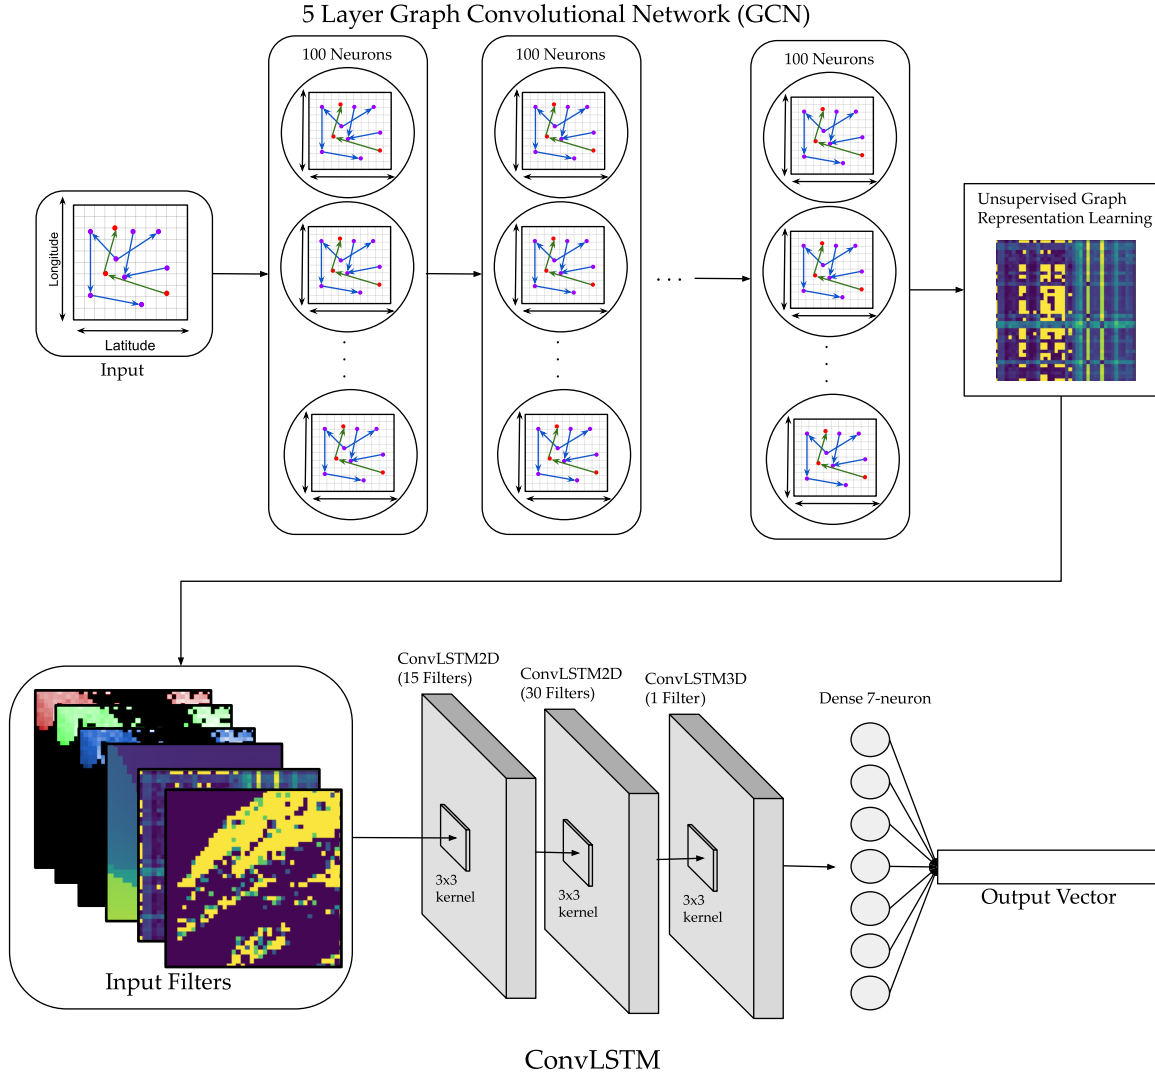 5 Layer Graph Convolutional Network (GCN)
100 Neurons
100 Neurons
100 Neurons
Longitude
Latitude
Input
. . .
Unsupervised Graph
Representation Learning
ConvLSTM2D
(15 Filters)
ConvLSTM2D
(30 Filters)
ConvLSTM3D
(1 Filter)
Dense 7-neuron
3x3
kernel
3x3
kernel
3x3
kernel
Output Vector
Input Filters
ConvLSTM